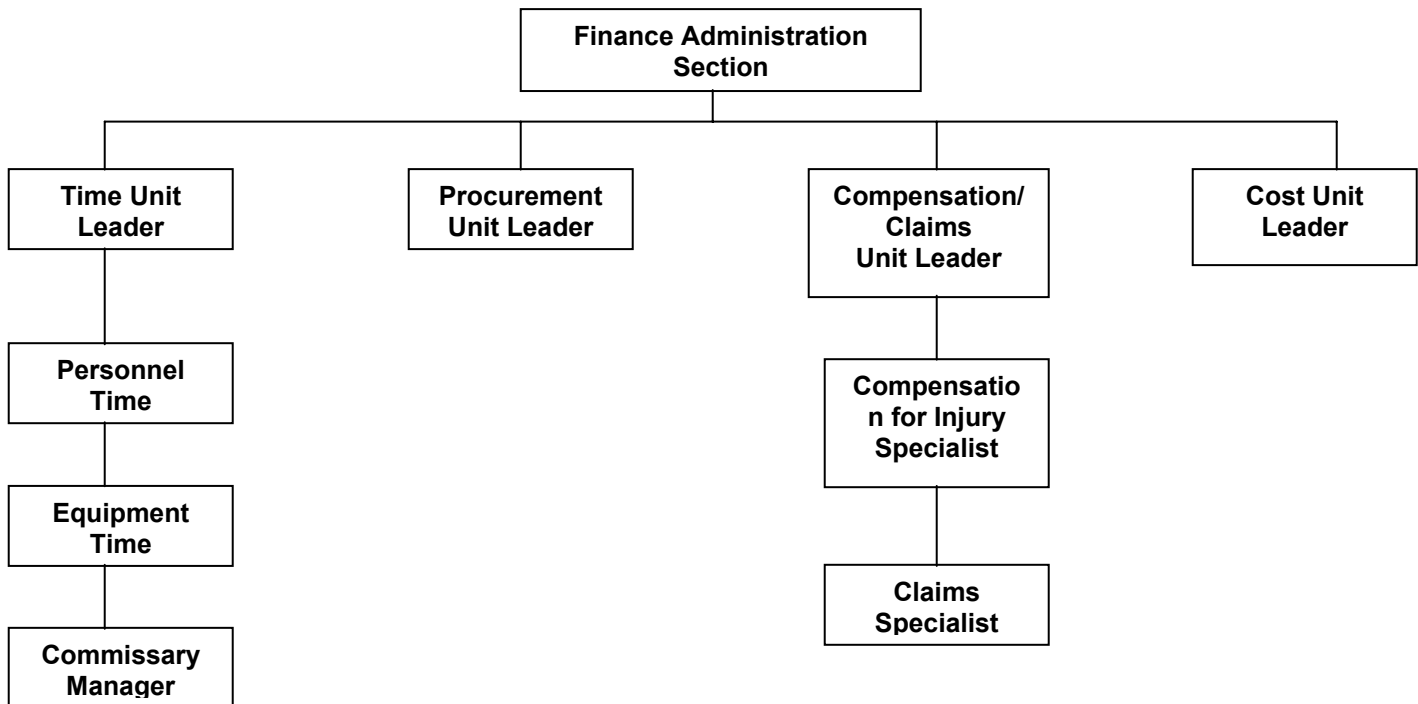 Finance Administration
Section
Time Unit
Leader
Procurement
Unit Leader
Compensation/
Claims
Unit Leader
Cost Unit
Leader
Personnel
Time
Compensatio
n for Injury
Specialist
Equipment
Time
Claims
Specialist
Commissary
Manager